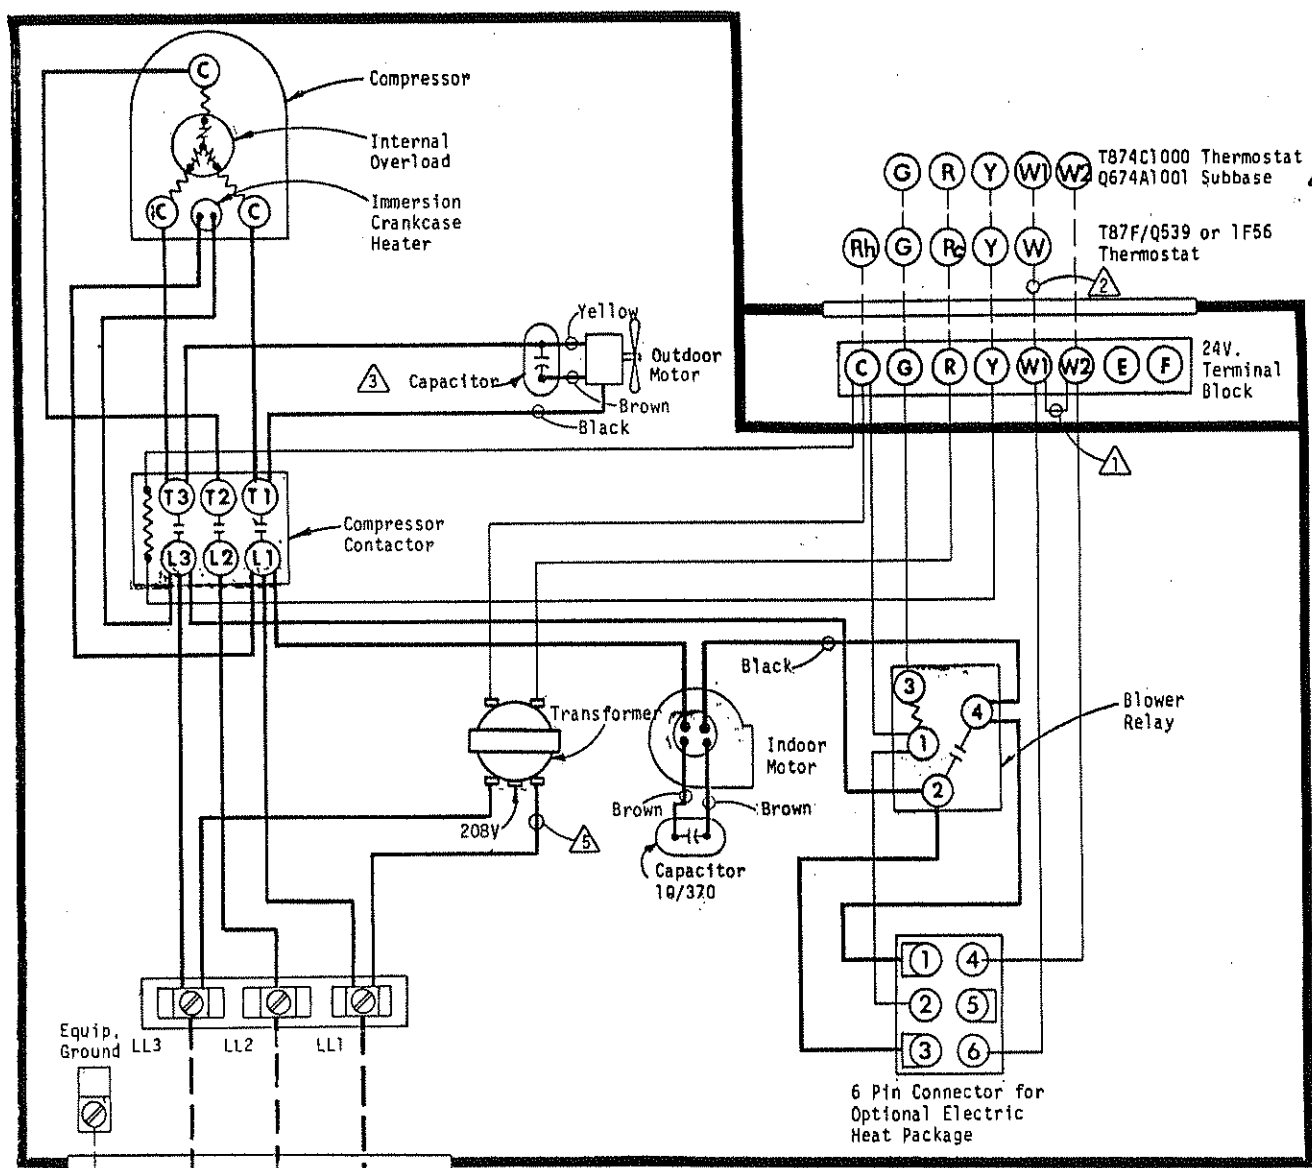 C
Compressor
Internal
Overload
Immersion
Crankcase
Heater
C
C
G
R
Y
W1
W2
T874C1000 Thermostat
Q674A1001 Subbase
Rh
G
Rc
Y
W
T87F/Q539 or 1F56
Thermostat
2
Yellow
Outdoor
Motor
3
Capacitor
Brown
Black
C
G
R
Y
W1
W2
E
F
24V.
Terminal
Block
1
T3
T2
T1
Compressor
Contactor
L3
L2
L1
Black
3
4
Blower
Relay
Transformer
Indoor
Motor
1
2
Brown
Brown
208V
5
Capacitor
10/370
1
4
2
5
3
6
Equip.
Ground
LL3
LL2
LL1
6 Pin Connector for
Optional Electric
Heat Package